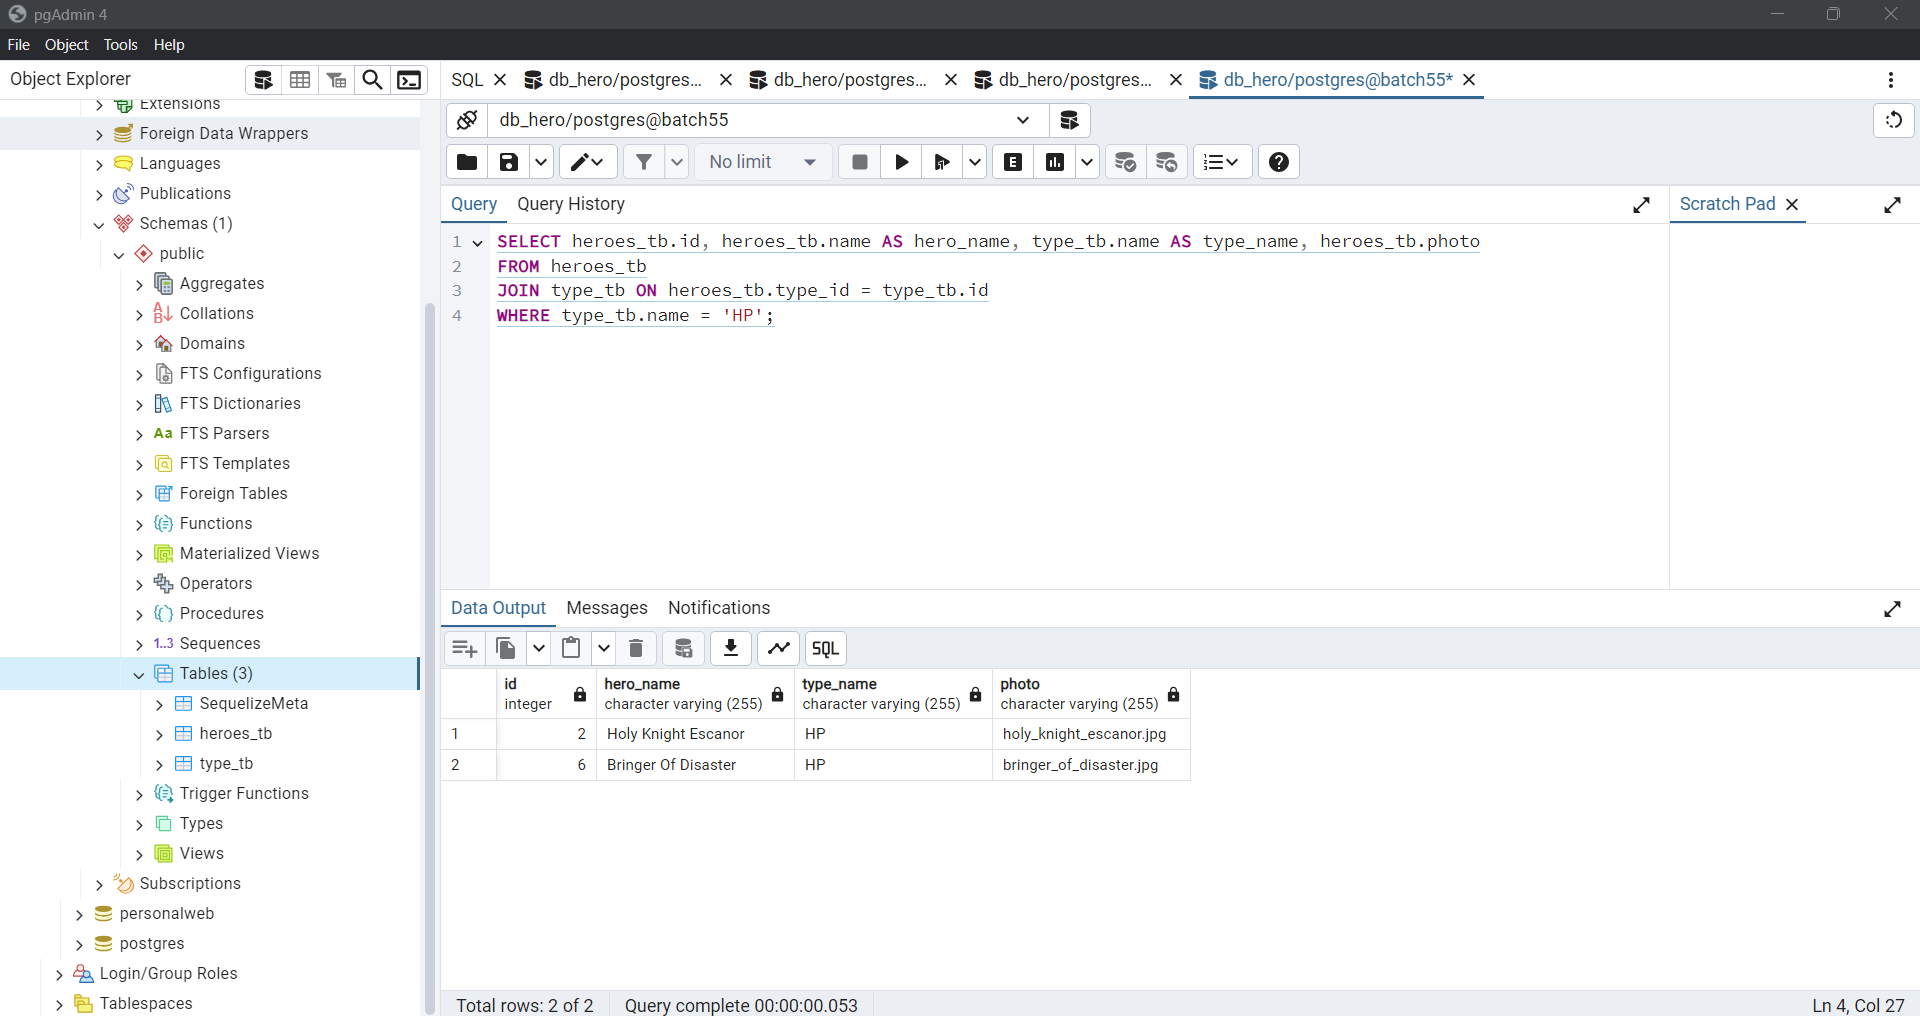 pgAdmin 4
File Object Tools Help
Object Explorer
SQL db_hero/postgres... db_hero/postgres... db_hero/postgres... db_hero/postgres@batch55*
Extensions
Foreign Data Wrappers
Languages
Publications
Schemas (1)
public
Aggregates
Collations
Domains
FTS Configurations
FTS Dictionaries
Aa FTS Parsers
FTS Templates
Foreign Tables
Functions
Materialized Views
Operators
Procedures
1..3 Sequences
Tables (3)
SequelizeMeta
heroes_tb
type_tb
Trigger Functions
Types
Views
Subscriptions
personalweb
postgres
Login/Group Roles
Tablespaces
db_hero/postgres@batch55
No limit
E
Query Query History
Scratch Pad
1 SELECT heroes_tb.id, heroes_tb.name AS hero_name, type_tb.name AS type_name, heroes_tb.photo
2 FROM heroes_tb
3 JOIN type_tb ON heroes_tb.type_id = type_tb.id
4 WHERE type_tb.name = 'HP';
Data Output Messages Notifications
SQL
id hero_name type_name photo
integer character varying (255) character varying (255) character varying (255)
1 2 Holy Knight Escanor HP holy_knight_escanor.jpg
2 6 Bringer Of Disaster HP bringer_of_disaster.jpg
Total rows: 2 of 2 Query complete 00:00:00.053 Ln 4, Col 27